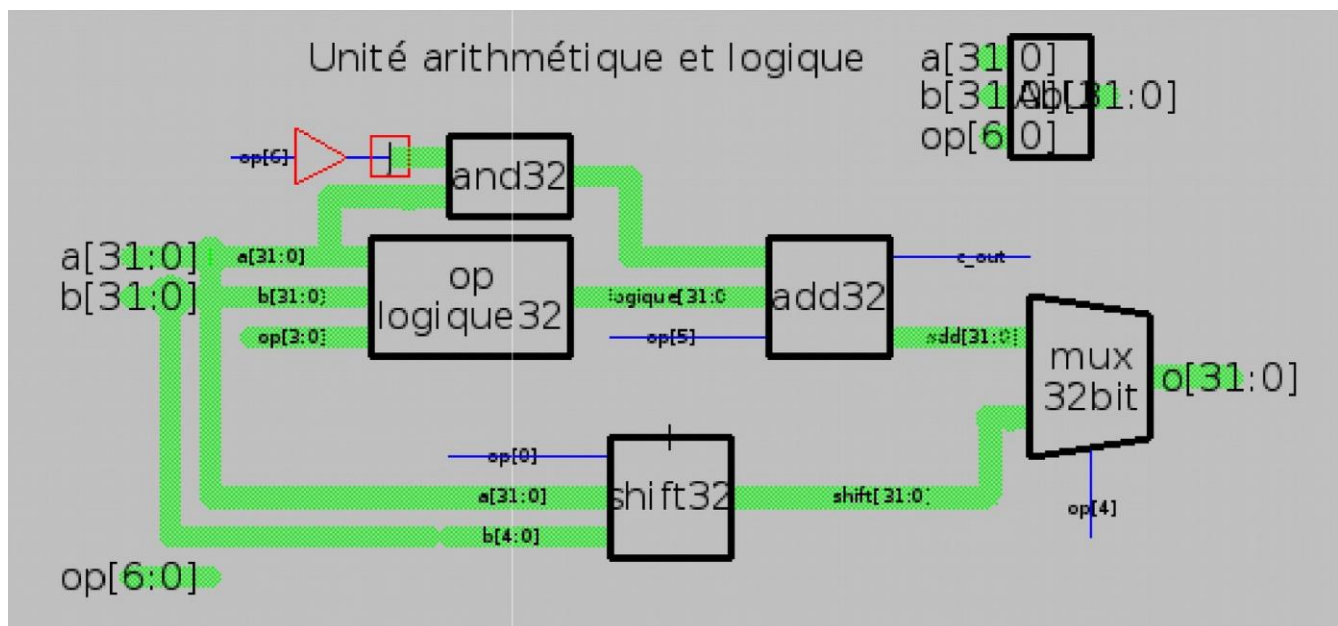 Unité arithmétique et logique
a[31:0]
b[31:0]
op[6:0]
op[6]
and32
a[31:0]
a[31:0]
b[31:0]
b[31:0]
op[3:0]
op
logique32
logique[31:0
op[5]
add32
c_out
add[31:0]
mux
32bit
o[31:0]
op[4]
op[0]
a[31:0]
b[4:0]
shift32
shift[31:0]
op[6:0]